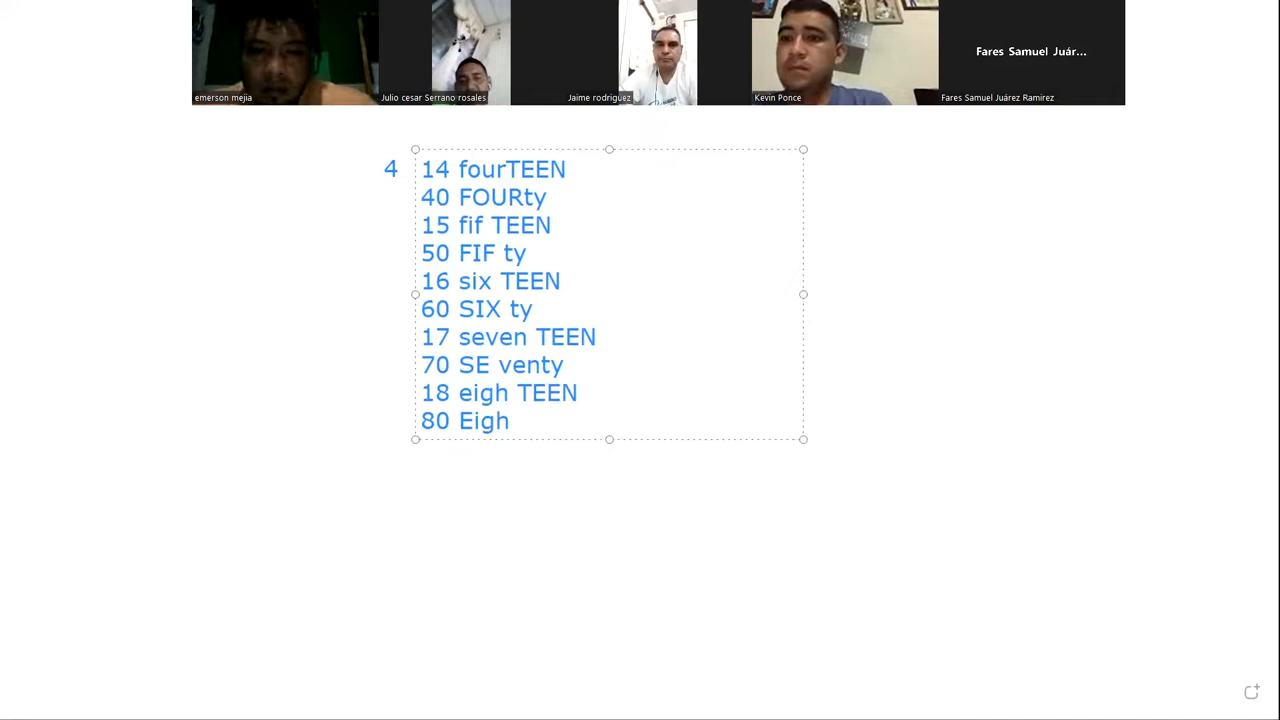 Fares Samuel Juár...
emerson mejia
Julio cesar Serrano rosales
Jaime rodriguez
Kevin Ponce
Fares Samuel Juárez Ramirez
4
14 fourTEEN
40 FOURty
15 fif TEEN
50 FIF ty
16 six TEEN
60 SIX ty
17 seven TEEN
70 SE venty
18 eigh TEEN
80 Eigh